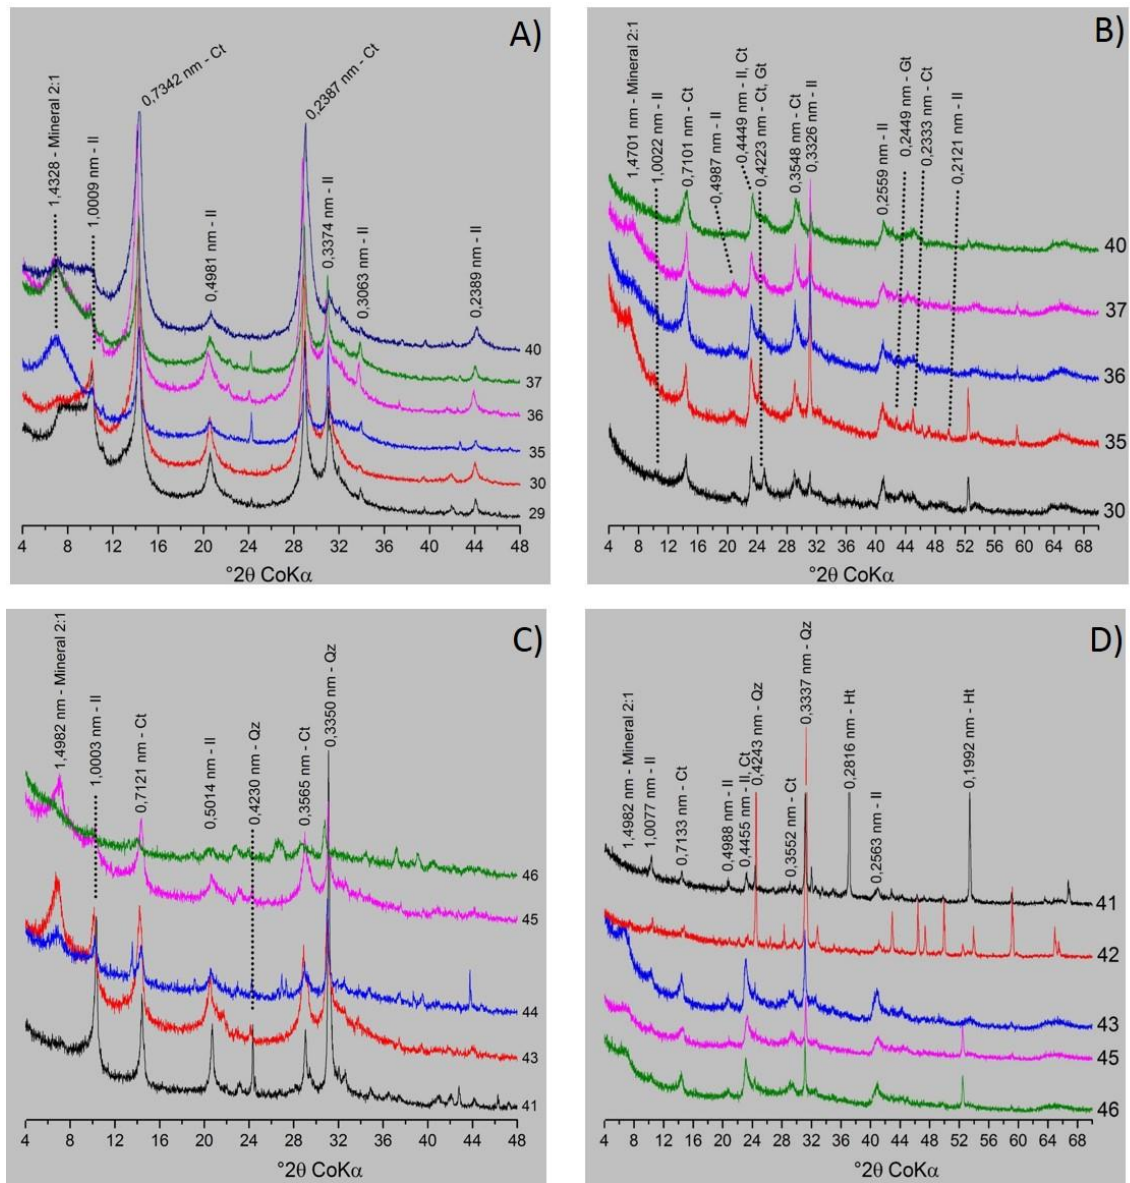 A)
1,4328 - Mineral 2:1
1,0009 nm - Il
0,7342 nm - Ct
0,4981 nm - Il
0,2387 nm - Ct
0,3374 nm - Il
0,3063 nm - Il
0,2389 nm - Il
40
37
36
35
30
29
4 8 12 16 20 24 28 32 36 40 44 48
°2θ CoKα
B)
1,4701 nm - Mineral 2:1
1,0022 nm - Il
0,7101 nm - Ct
0,4987 nm - Il
0,4449 nm - Il, Ct
0,4223 nm - Ct, Gt
0,3548 nm - Ct
0,3326 nm - Il
0,2559 nm - Il
0,2449 nm - Gt
0,2333 nm - Ct
0,2121 nm - Il
40
37
36
35
30
4 8 12 16 20 24 28 32 36 40 44 48 52 56 60 64 68
°2θ CoKα
C)
1,4982 nm - Mineral 2:1
1,0003 nm - Il
0,7121 nm - Ct
0,5014 nm - Il
0,4230 nm - Qz
0,3565 nm - Ct
0,3350 nm - Qz
46
45
44
43
41
4 8 12 16 20 24 28 32 36 40 44 48
°2θ CoKα
D)
1,4982 nm - Mineral 2:1
1,0077 nm - Il
0,7133 nm - Ct
0,4988 nm - Il
0,4455 nm - Il, Ct
0,4243 nm - Qz
0,3552 nm - Ct
0,3337 nm - Qz
0,2816 nm - Ht
0,2563 nm - Il
0,1992 nm - Ht
41
42
43
45
46
4 8 12 16 20 24 28 32 36 40 44 48 52 56 60 64 68
°2θ CoKα